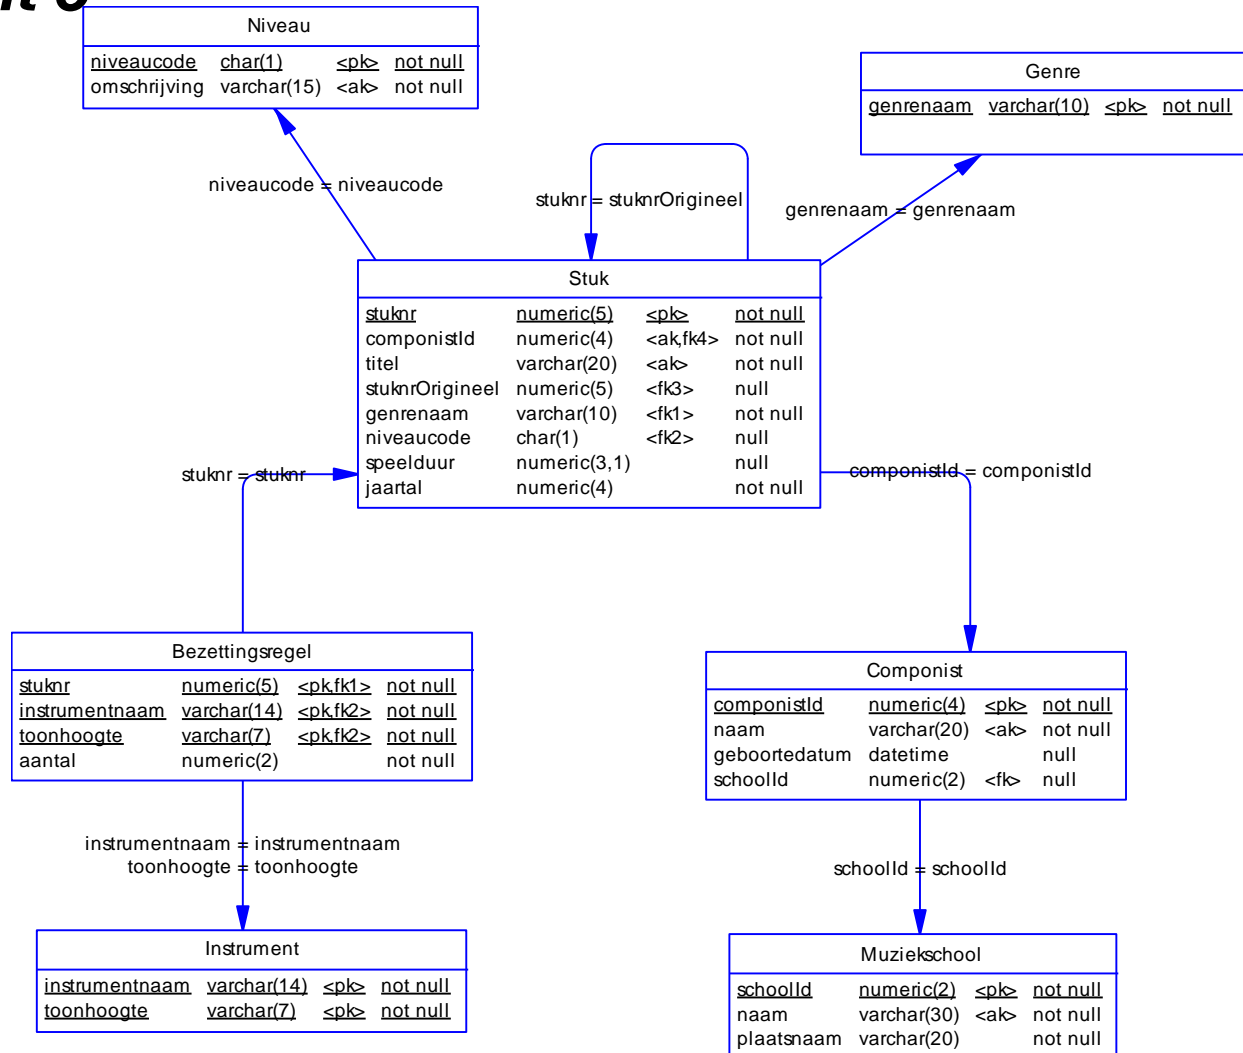 Niveau
niveaucode char(1) <pk> not null
omschrijving varchar(15) <ak> not null
Genre
genrenaam varchar(10) <pk> not null
niveaucode = niveaucode
stuknr = stuknrOrigineel
genrenaam = genrenaam
Stuk
stuknr numeric(5) <pk> not null
componistId numeric(4) <ak,fk4> not null
titel varchar(20) <ak> not null
stuknrOrigineel numeric(5) <fk3> null
genrenaam varchar(10) <fk1> not null
niveaucode char(1) <fk2> null
speelduur numeric(3,1) null
jaartal numeric(4) not null
stuknr = stuknr
componistId = componistId
Bezettingsregel
stuknr numeric(5) <pk,fk1> not null
instrumentnaam varchar(14) <pk,fk2> not null
toonhoogte varchar(7) <pk,fk2> not null
aantal numeric(2) not null
Componist
componistId numeric(4) <pk> not null
naam varchar(20) <ak> not null
geboortedatum datetime null
schoolId numeric(2) <fk> null
instrumentnaam = instrumentnaam
toonhoogte = toonhoogte
schoolId = schoolId
Instrument
instrumentnaam varchar(14) <pk> not null
toonhoogte varchar(7) <pk> not null
Muziekschool
schoolId numeric(2) <pk> not null
naam varchar(30) <ak> not null
plaatsnaam varchar(20) not null